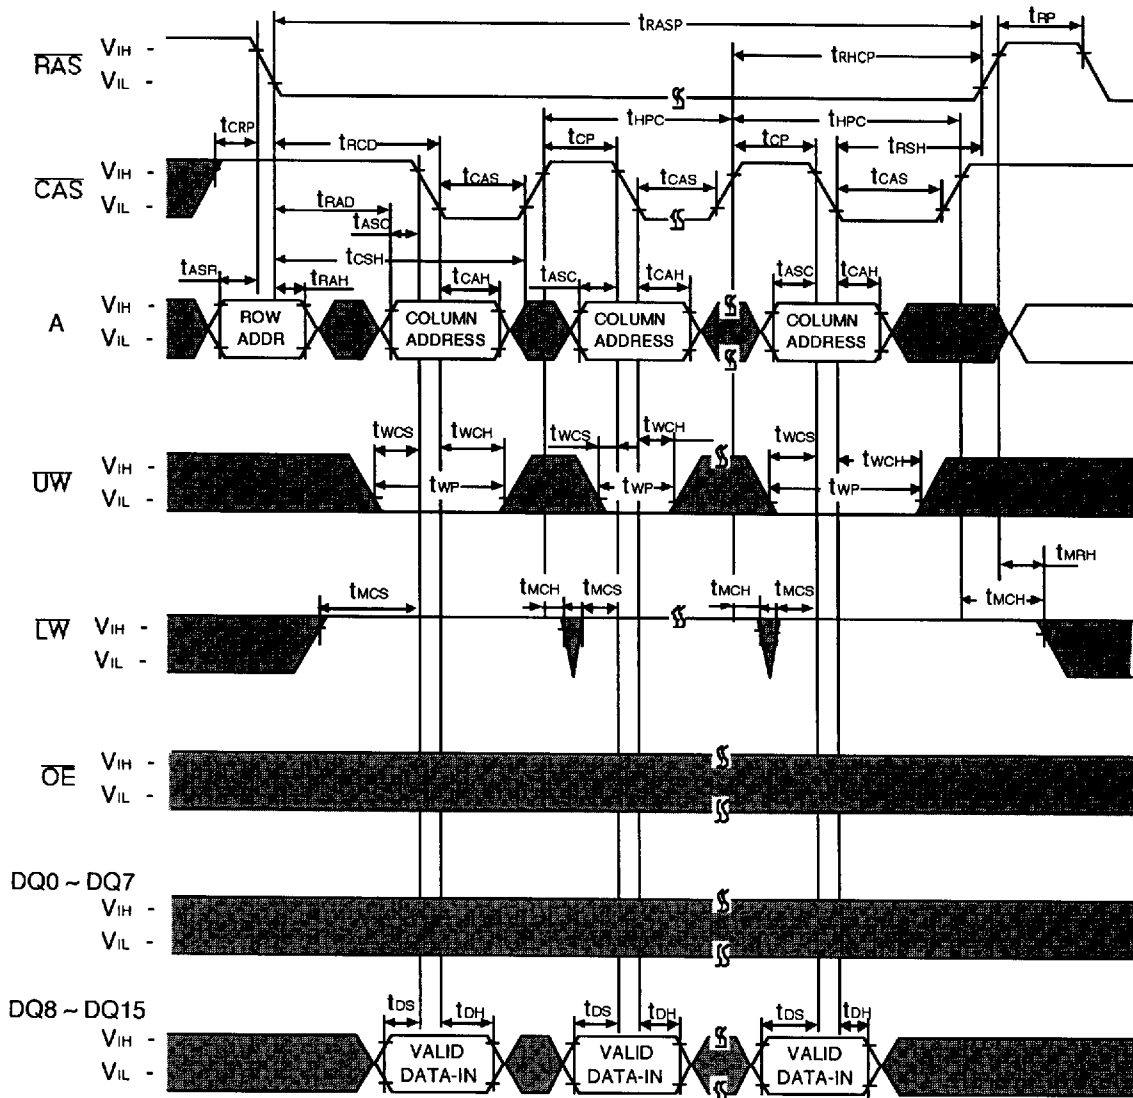 tRASP tRP
RAS VIH -
VIL -
tRHCP
tCRP tRCD tHPC tCP tHPC tCP tRSH
CAS VIH -
VIL -
tCAS tCAS tCAS
tRAD
tASC
tCSH
tASR tRAH tCAH tASC tCAH tASC tCAH
A VIH -
VIL -
ROW ADDR
COLUMN ADDRESS
COLUMN ADDRESS
COLUMN ADDRESS
tWCS tWCH tWCS tWCH tWCS tWCH
UW VIH -
VIL -
tWP tWP tWP
tMRH
tMCS tMCH tMCS tMCH tMCS tMCH
LW VIH -
VIL -
OE VIH -
VIL -
DQ0 ~ DQ7
VIH -
VIL -
DQ8 ~ DQ15
VIH -
VIL -
tDS tDH tDS tDH tDS tDH
VALID DATA-IN
VALID DATA-IN
VALID DATA-IN